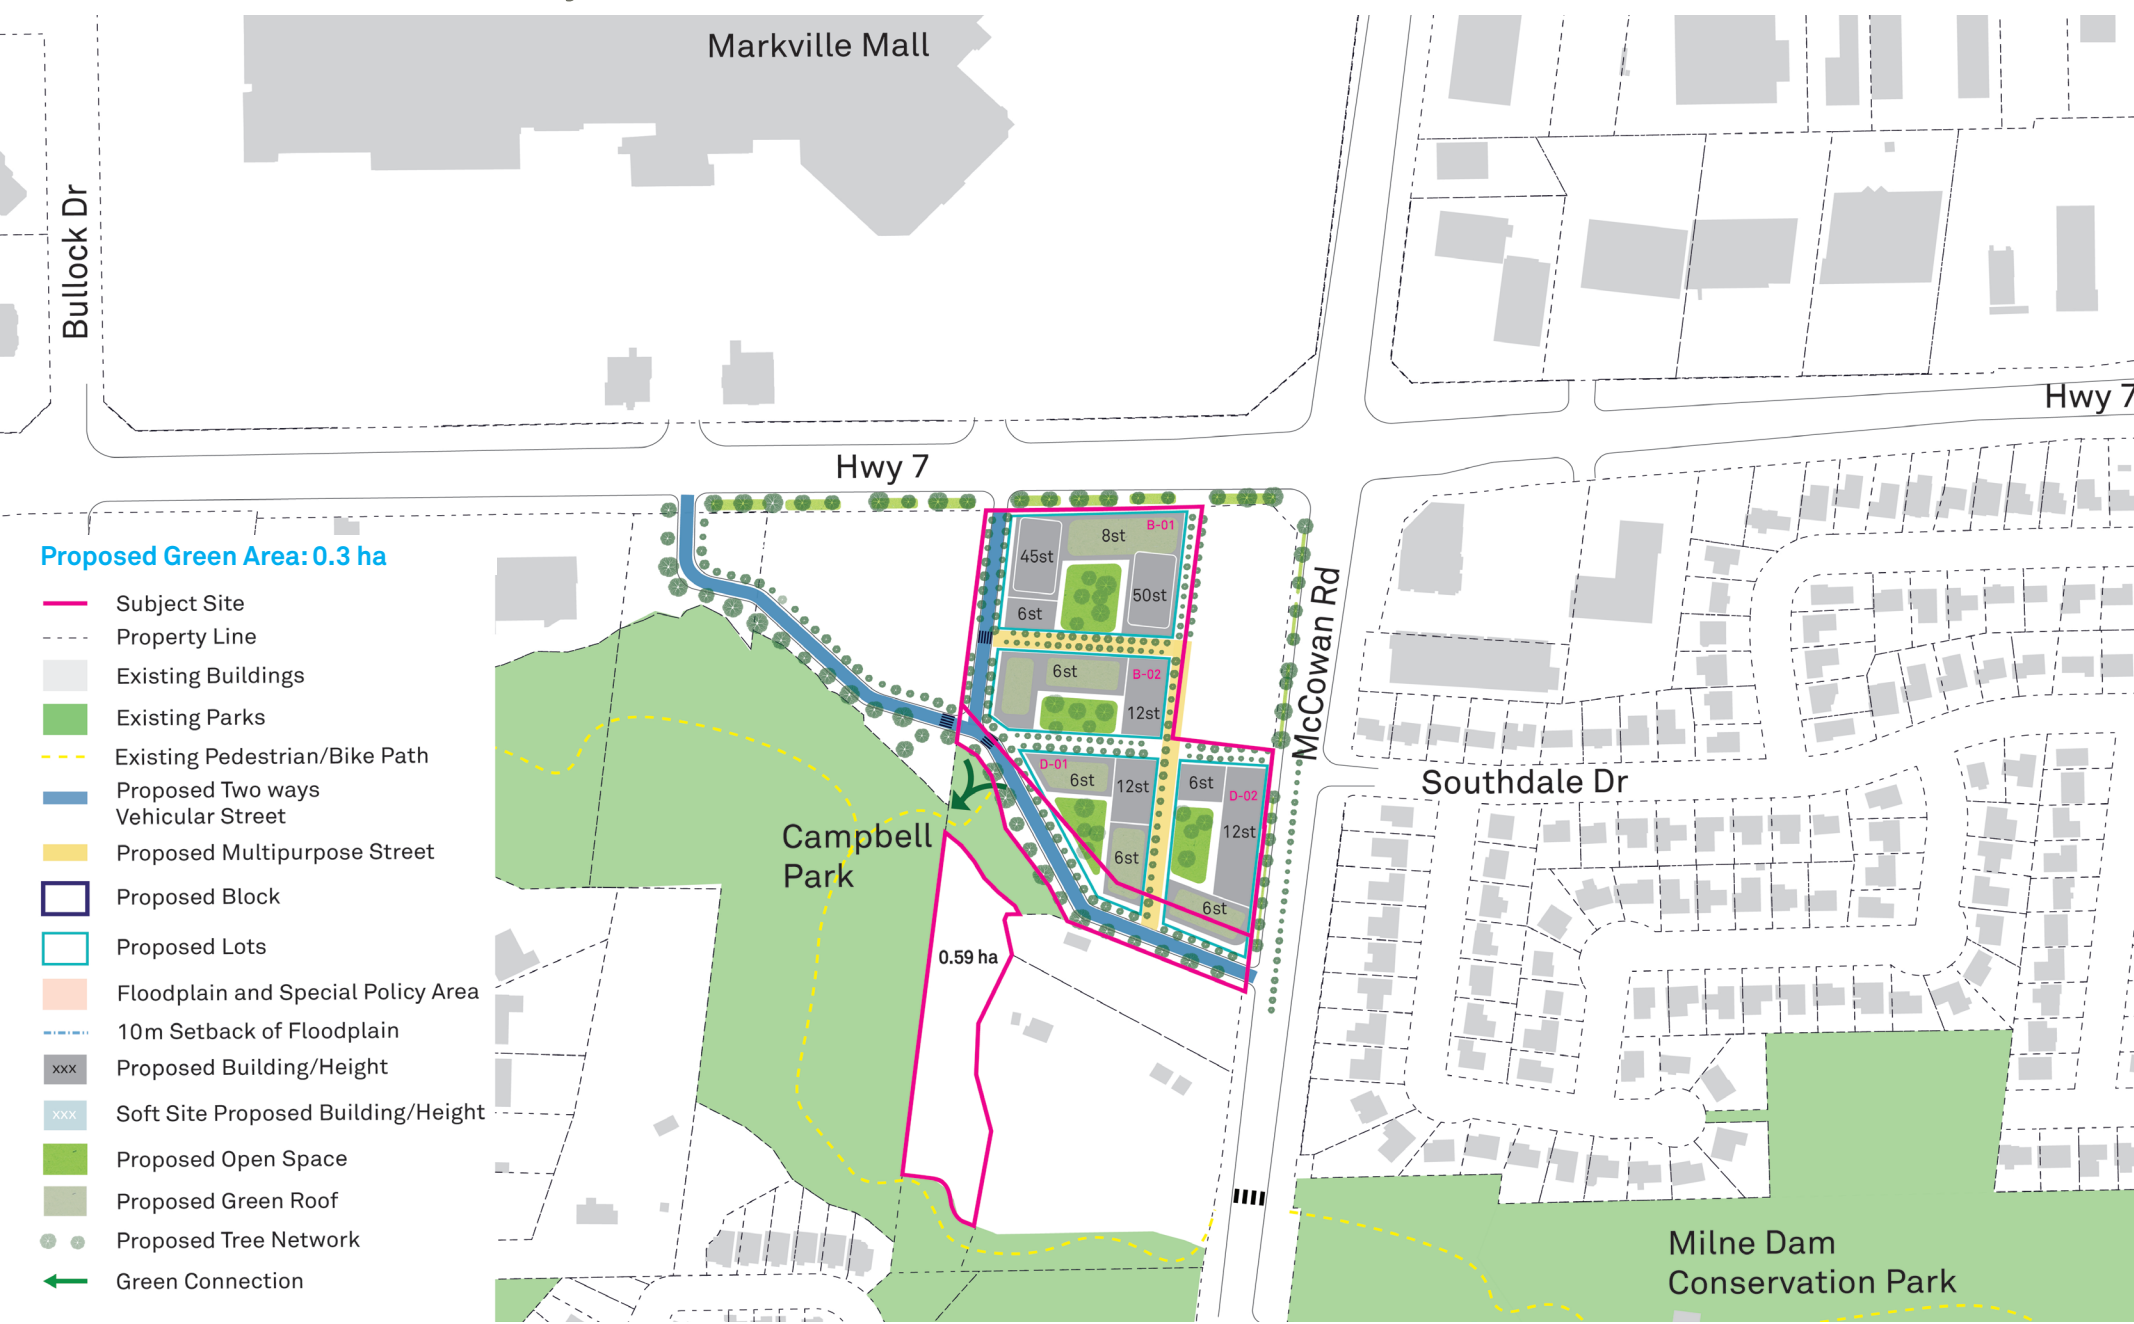 Markville Mall
Bullock Dr
Hwy 7
Hwy 7
Proposed Green Area: 0.3 ha
Subject Site
Property Line
Existing Buildings
Existing Parks
Existing Pedestrian/Bike Path
Proposed Two ways
Vehicular Street
Proposed Multipurpose Street
Proposed Block
Proposed Lots
Floodplain and Special Policy Area
10m Setback of Floodplain
xxx Proposed Building/Height
xxx Soft Site Proposed Building/Height
Proposed Open Space
Proposed Green Roof
Proposed Tree Network
Green Connection
B-01
8st
45st
50st
6st
6st
B-02
12st
D-01
6st
12st
6st
6st
D-02
12st
6st
McCowan Rd
Southdale Dr
Campbell
Park
0.59 ha
Milne Dam
Conservation Park